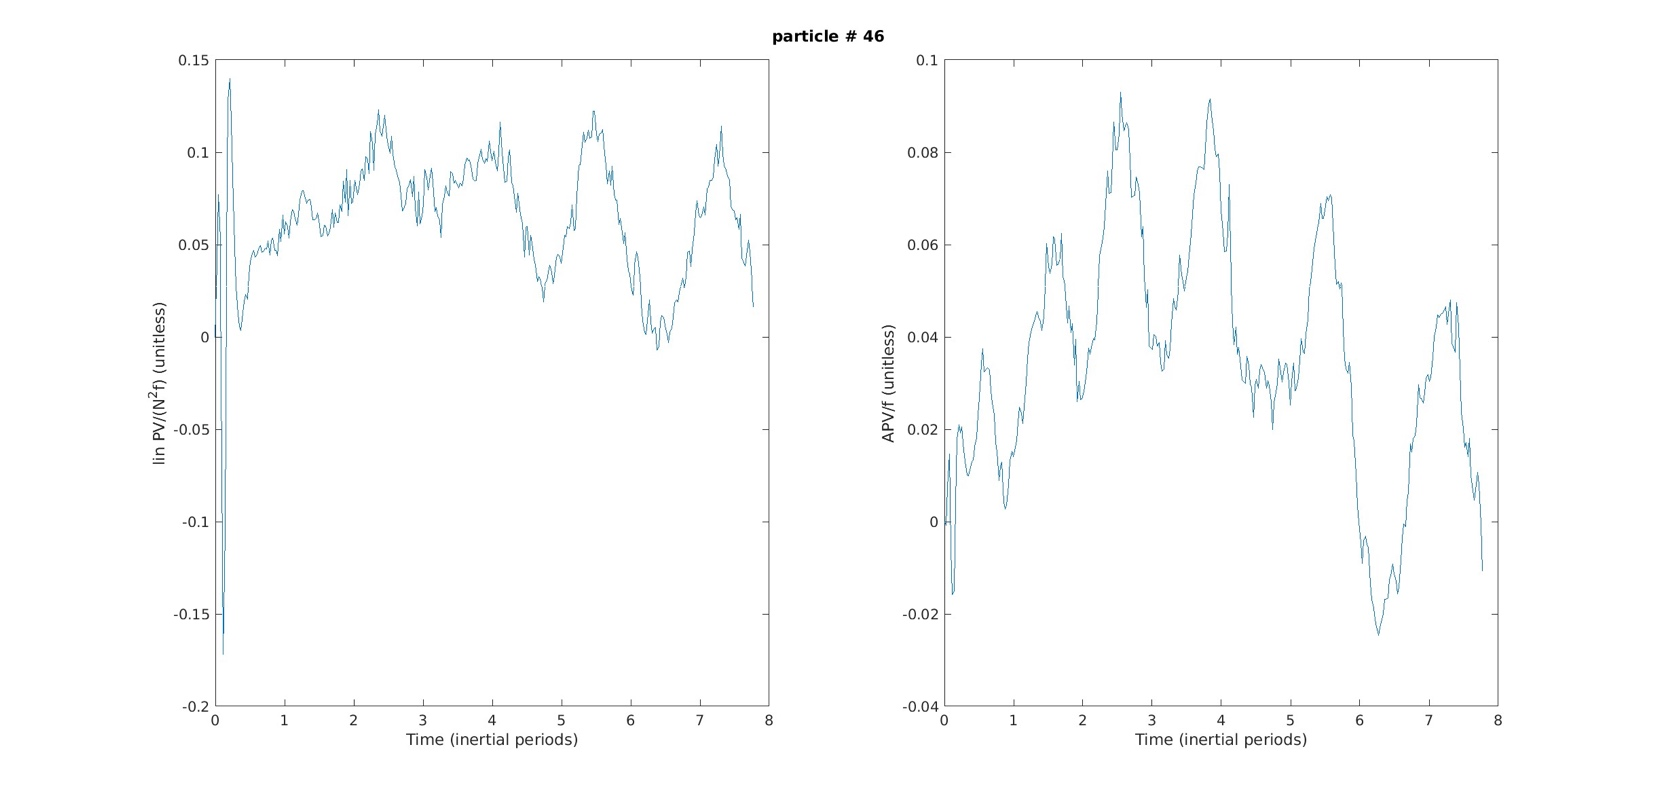 particle # 46
lin PV/(N²f) (unitless)
0.15
0.1
0.05
0
-0.05
-0.1
-0.15
-0.2
0 1 2 3 4 5 6 7 8
Time (inertial periods)
APV/f (unitless)
0.1
0.08
0.06
0.04
0.02
0
-0.02
-0.04
0 1 2 3 4 5 6 7 8
Time (inertial periods)